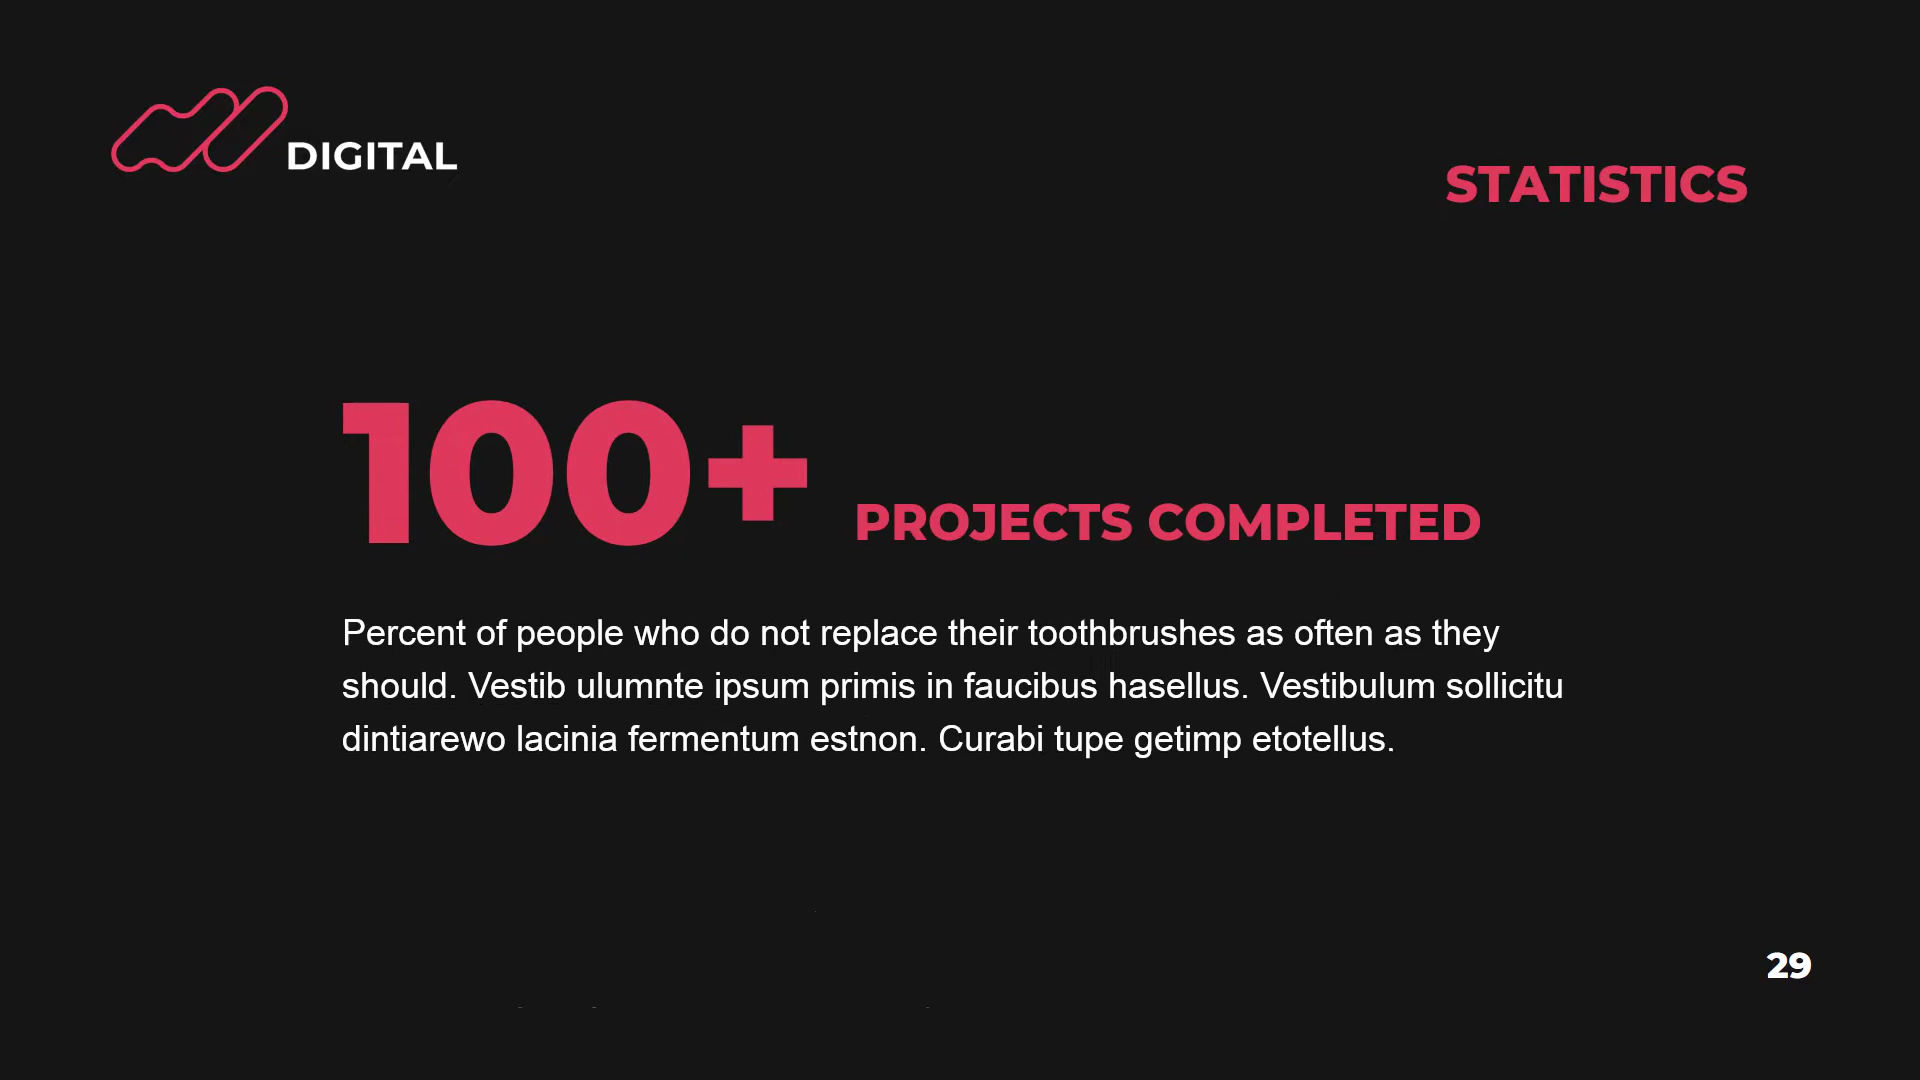 DIGITAL
STATISTICS
100+ PROJECTS COMPLETED
Percent of people who do not replace their toothbrushes as often as they
should. Vestib ulumnte ipsum primis in faucibus hasellus. Vestibulum sollicitu
dintiarewo lacinia fermentum estnon. Curabi tupe getimp etotellus.
29